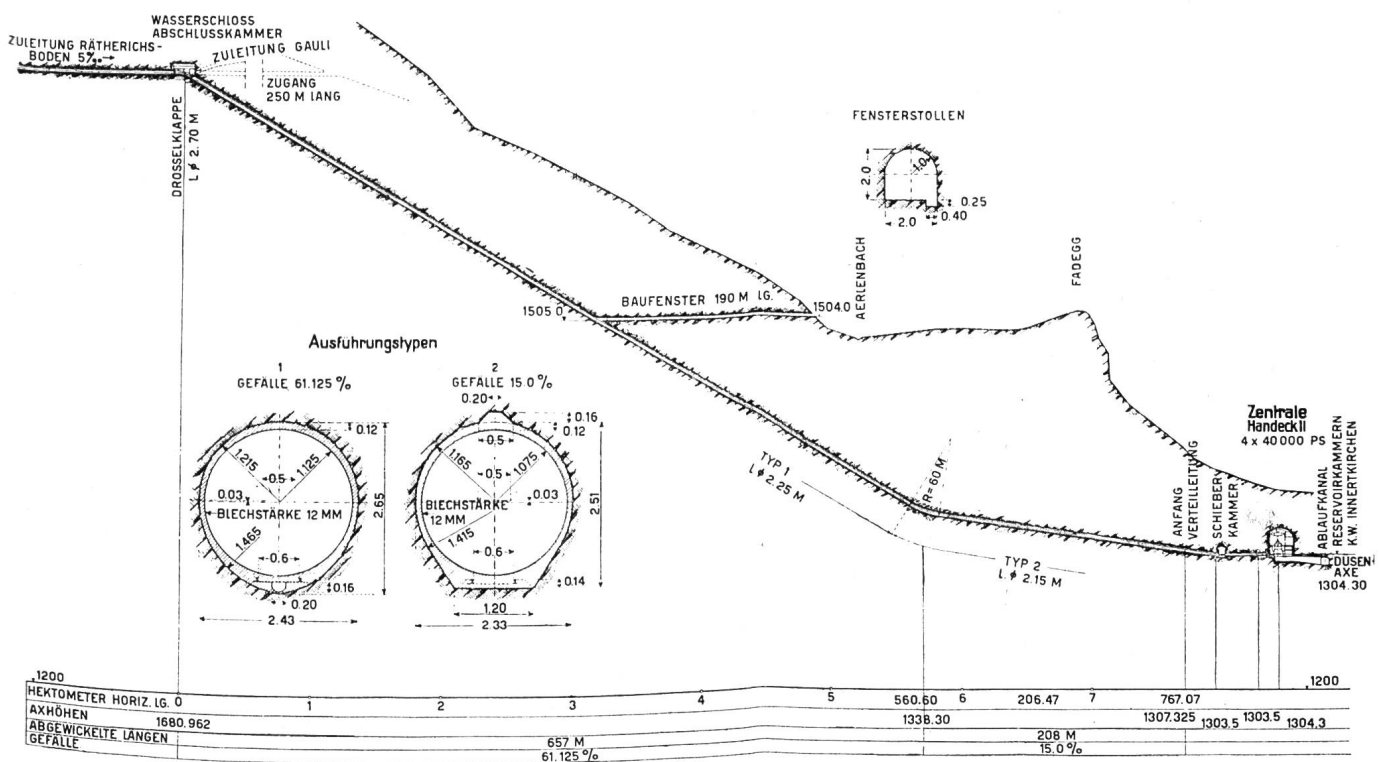 WASSERSCHLOSS
ABSCHLUSSKAMMER
ZULEITUNG RÄTHERICHS-
BODEN 5‰
ZULEITUNG GAULI
ZUGANG
250 M LANG
DROSSELKLAPPE
L ϕ 2.70 M
FENSTERSTOLLEN
2.0
1.0
0.25
0.40
2.0
AERLENBACH
FADEGG
BAUFENSTER 190 M LG.
1505.0
1504.0
Ausführungstypen
1
GEFÄLLE 61.125 %
0.12
1.215
1.125
0.5
0.03
BLECHSTÄRKE 12 MM
1.465
0.6
0.16
0.20
2.43
2.65
2
GEFÄLLE 15.0 %
0.20
0.16
0.12
0.5
1.165
1.075
0.5
0.03
BLECHSTÄRKE
12 MM
1.415
0.6
0.14
1.20
2.33
2.51
TYP 1
L ϕ 2.25 M
R=60 M
TYP 2
L. ϕ 2.15 M
Zentrale
Handeck II
4 x 40000 PS
ANFANG
VERTEILLEITUNG
SCHIEBER-
KAMMER
ABLAUFKANAL
RESERVOIRKAMMERN
K.W. INNERTKIRCHEN
DÜSEN
AXE
1304.30
1200
1200
HEKTOMETER HORIZ. LG. 0 1 2 3 4 5 560.60 6 206.47 7 767.07
AXHÖHEN 1680.962 1338.30 1307.325 1303.5 1303.5 1304.3
ABGEWICKELTE LÄNGEN 657 M 208 M
GEFÄLLE 61.125 % 15.0 %